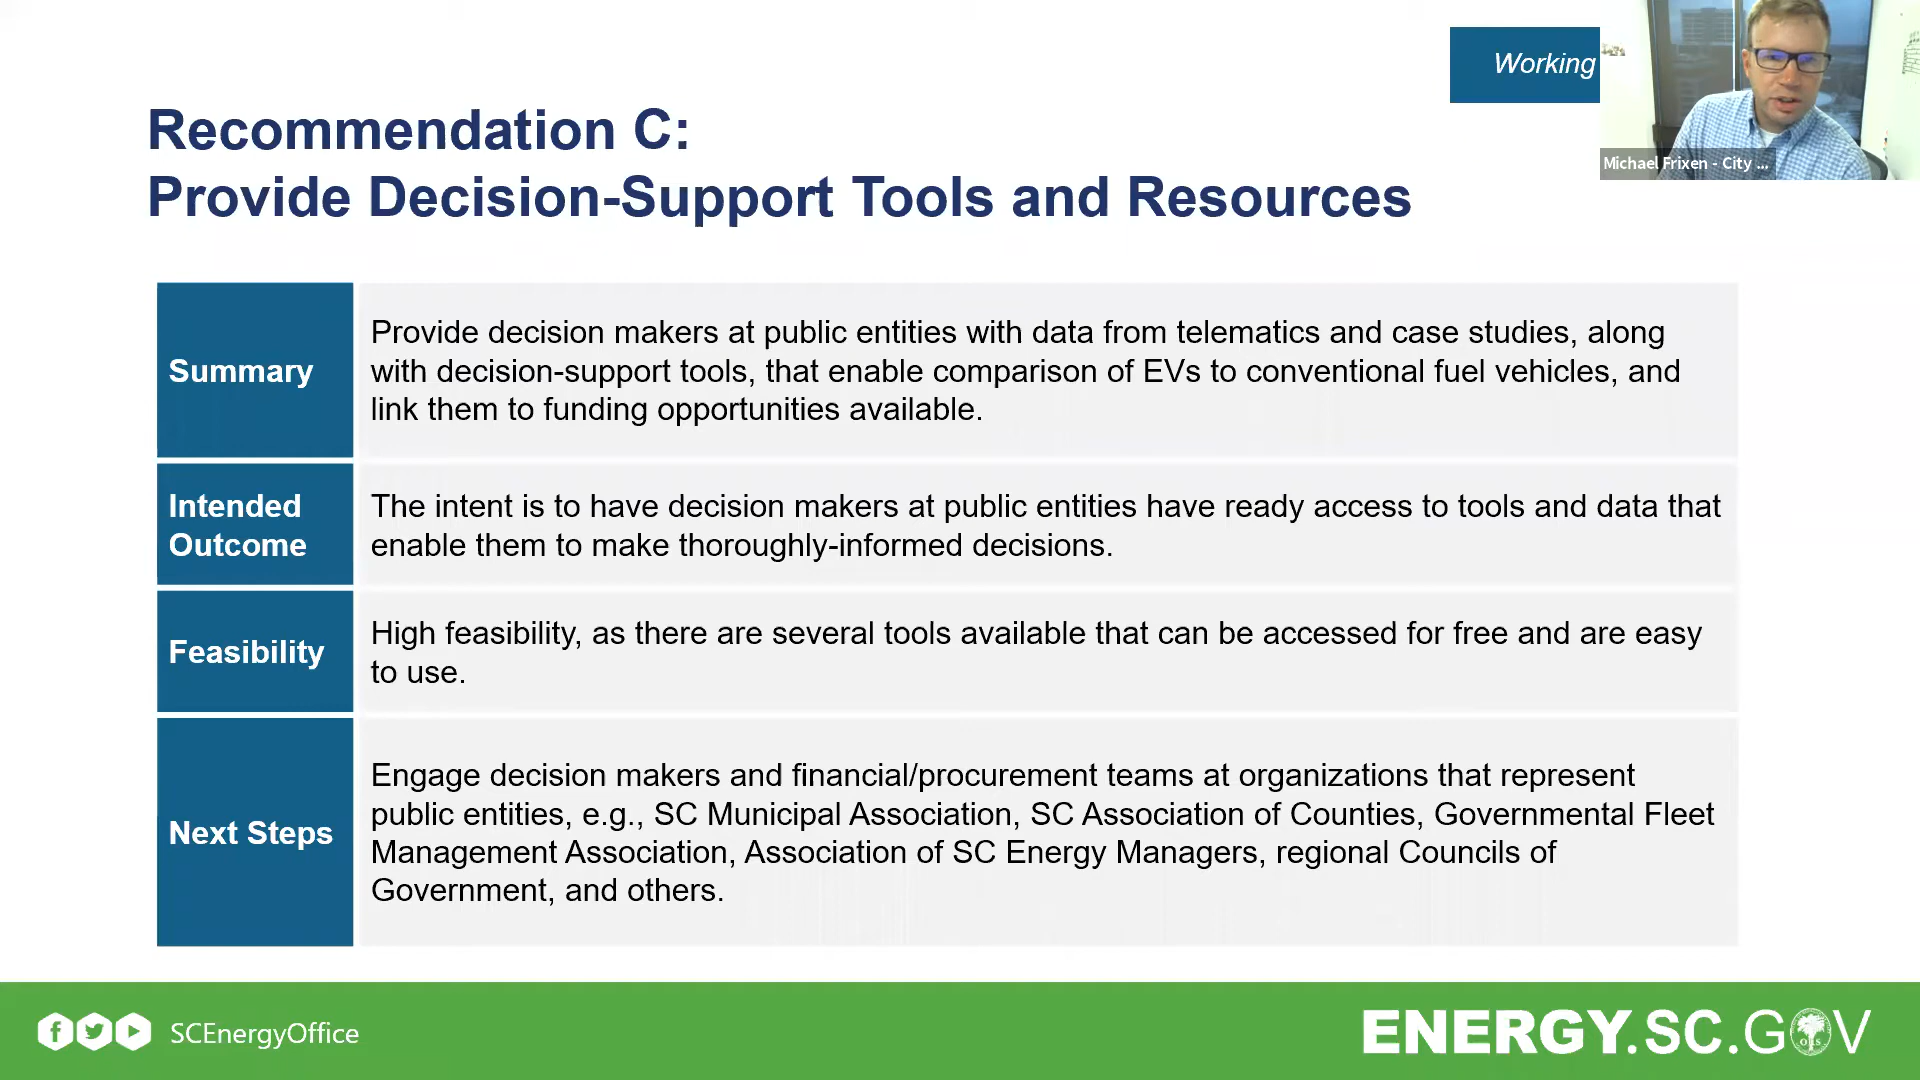 Working
Michael Frixen - City ...
Recommendation C:
Provide Decision-Support Tools and Resources
Summary
Provide decision makers at public entities with data from telematics and case studies, along
with decision-support tools, that enable comparison of EVs to conventional fuel vehicles, and
link them to funding opportunities available.
Intended
Outcome
The intent is to have decision makers at public entities have ready access to tools and data that
enable them to make thoroughly-informed decisions.
Feasibility
High feasibility, as there are several tools available that can be accessed for free and are easy
to use.
Next Steps
Engage decision makers and financial/procurement teams at organizations that represent
public entities, e.g., SC Municipal Association, SC Association of Counties, Governmental Fleet
Management Association, Association of SC Energy Managers, regional Councils of
Government, and others.
SCEnergyOffice
ENERGY.SC.GOV